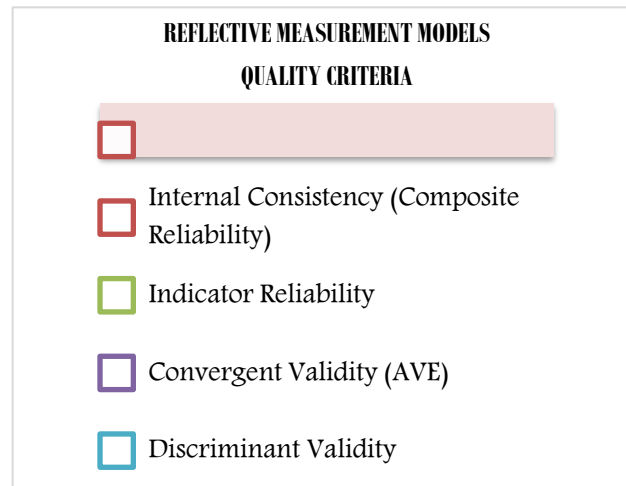 REFLECTIVE MEASUREMENT MODELS
QUALITY CRITERIA
Internal Consistency (Composite
Reliability)
Indicator Reliability
Convergent Validity (AVE)
Discriminant Validity